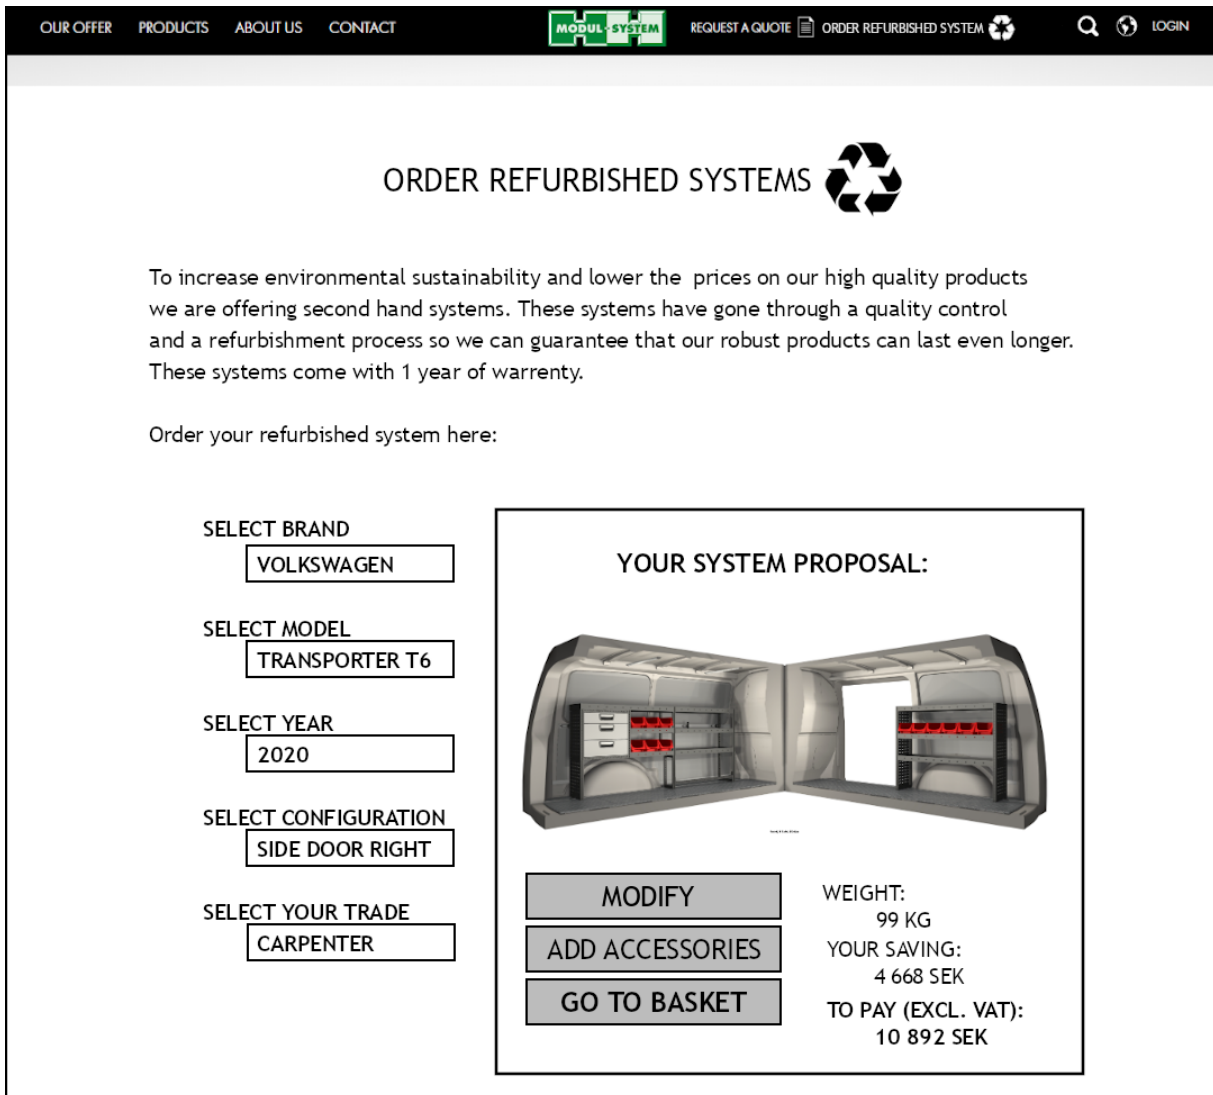 OUR OFFER PRODUCTS ABOUT US CONTACT MODUL-SYSTEM REQUEST A QUOTE ORDER REFURBISHED SYSTEM LOGIN
ORDER REFURBISHED SYSTEMS
To increase environmental sustainability and lower the prices on our high quality products
we are offering second hand systems. These systems have gone through a quality control
and a refurbishment process so we can guarantee that our robust products can last even longer.
These systems come with 1 year of warrenty.
Order your refurbished system here:
SELECT BRAND
VOLKSWAGEN
SELECT MODEL
TRANSPORTER T6
SELECT YEAR
2020
SELECT CONFIGURATION
SIDE DOOR RIGHT
SELECT YOUR TRADE
CARPENTER
YOUR SYSTEM PROPOSAL:
MODIFY
ADD ACCESSORIES
GO TO BASKET
WEIGHT:
99 KG
YOUR SAVING:
4 668 SEK
TO PAY (EXCL. VAT):
10 892 SEK